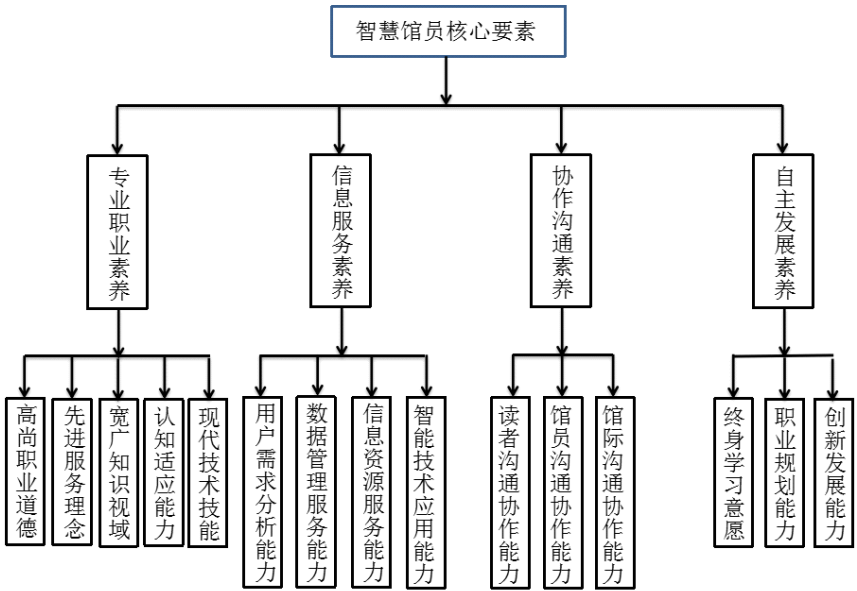 智慧馆员核心要素
专业职业素养
信息服务素养
协作沟通素养
自主发展素养
高尚职业道德
先进服务理念
宽广知识视域
认知适应能力
现代技术技能
用户需求分析能力
数据管理服务能力
信息资源服务能力
智能技术应用能力
读者沟通协作能力
馆员沟通协作能力
馆际沟通协作能力
终身学习意愿
职业规划能力
创新发展能力